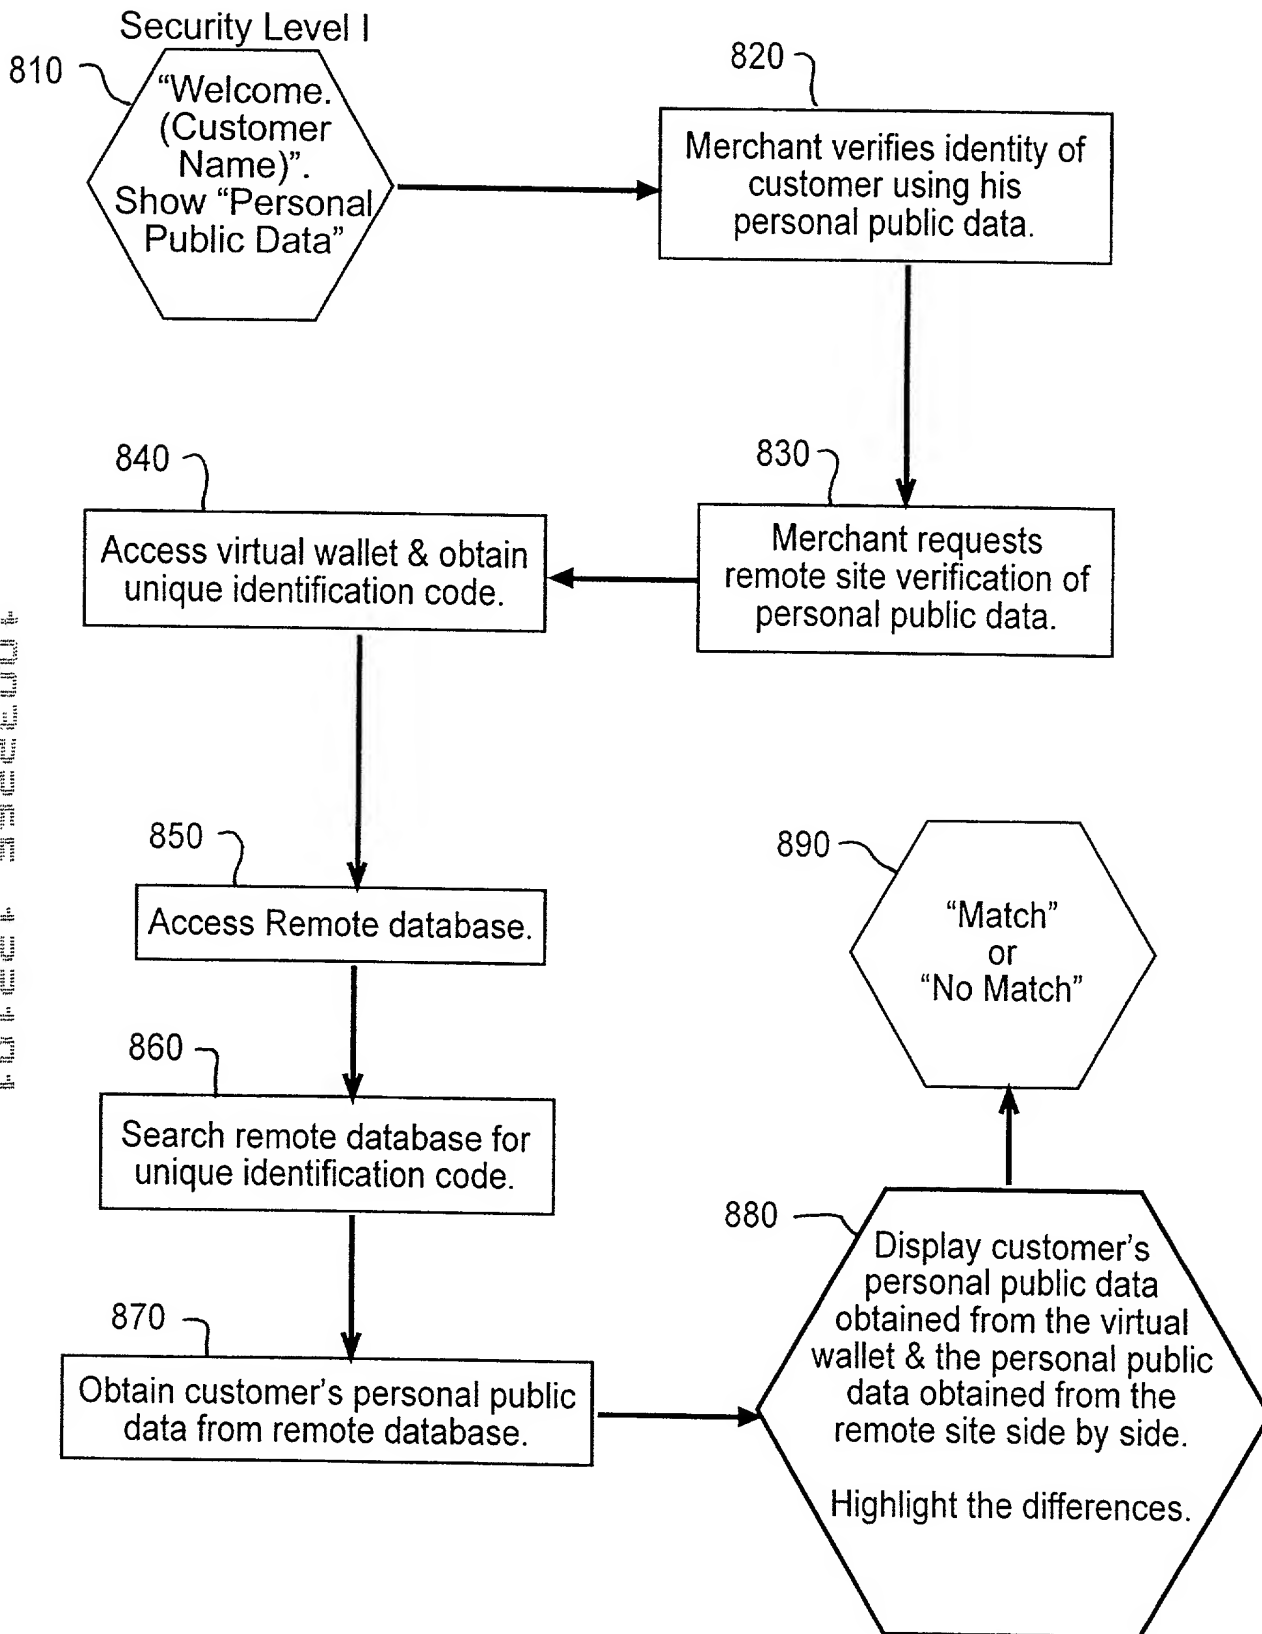 Security Level I
810
“Welcome.
(Customer
Name)”.
Show “Personal
Public Data”
820
Merchant verifies identity of
customer using his
personal public data.
830
Merchant requests
remote site verification of
personal public data.
840
Access virtual wallet & obtain
unique identification code.
850
Access Remote database.
860
Search remote database for
unique identification code.
870
Obtain customer’s personal public
data from remote database.
880
Display customer’s
personal public data
obtained from the virtual
wallet & the personal public
data obtained from the
remote site side by side.
Highlight the differences.
890
“Match”
or
“No Match”